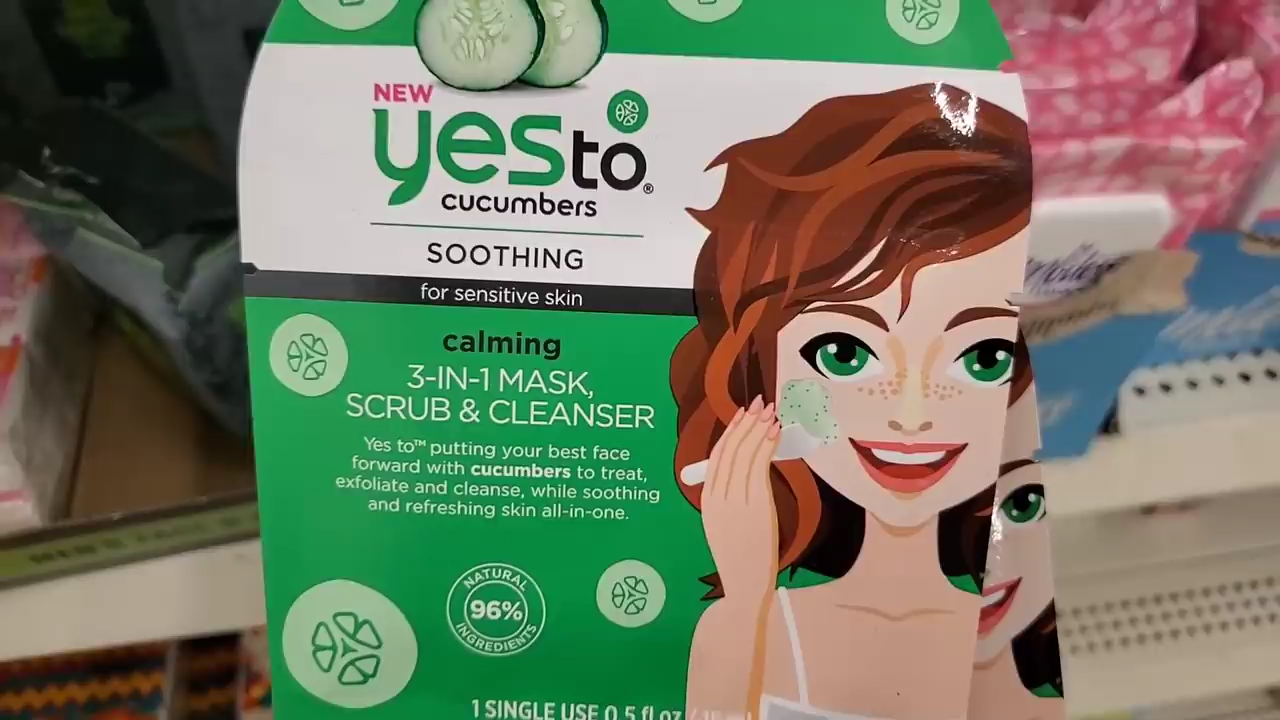 NEW
yes to®
cucumbers
SOOTHING
for sensitive skin
calming
3-IN-1 MASK,
SCRUB & CLEANSER
Yes to™ putting your best face
forward with cucumbers to treat,
exfoliate and cleanse, while soothing
and refreshing skin all-in-one.
NATURAL
96%
INGREDIENTS
1 SINGLE USE 0.5 fl oz